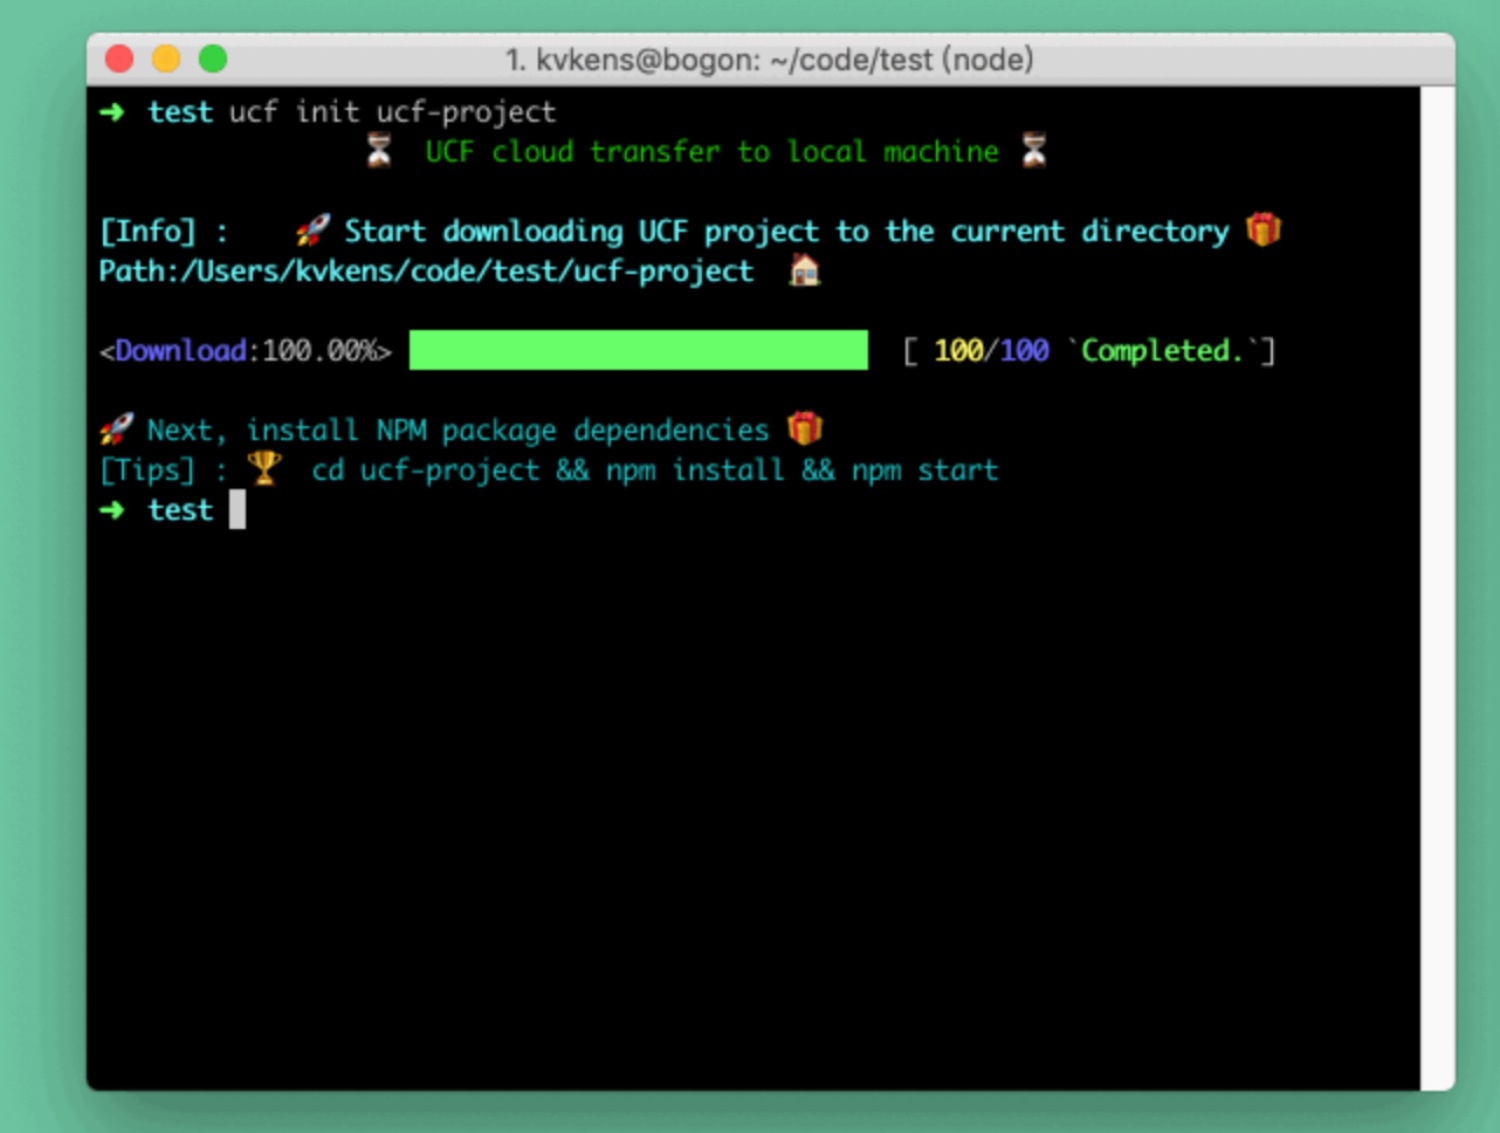 1. kvkens@bogon: ~/code/test (node)
➜ test ucf init ucf-project
⏳ UCF cloud transfer to local machine ⏳
[Info] : 🚀 Start downloading UCF project to the current directory 🎁
Path:/Users/kvkens/code/test/ucf-project 🏠
<Download:100.00%> [ 100/100 `Completed.`]
🚀 Next, install NPM package dependencies 🎁
[Tips] : 🏆 cd ucf-project && npm install && npm start
➜ test